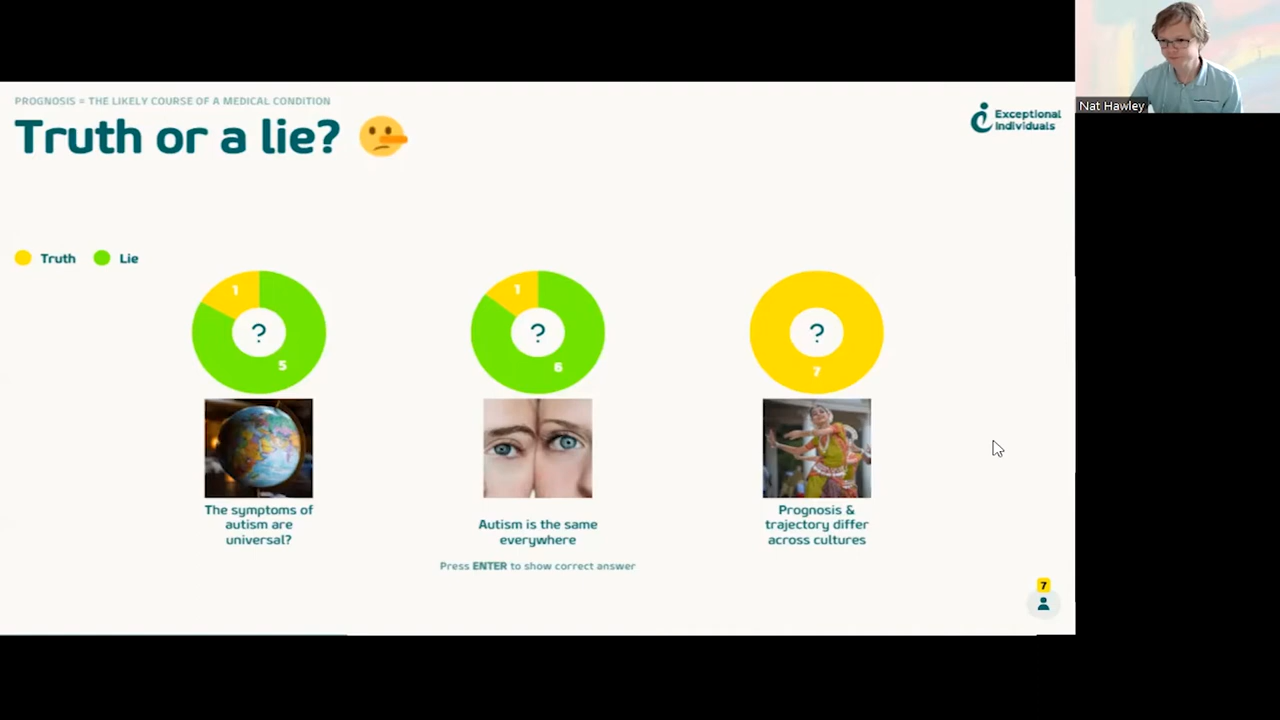 PROGNOSIS = THE LIKELY COURSE OF A MEDICAL CONDITION
Truth or a lie?
Exceptional
Individuals
Nat Hawley
Truth Lie
1
5
?
1
6
?
7
?
The symptoms of
autism are
universal?
Autism is the same
everywhere
Prognosis &
trajectory differ
across cultures
Press ENTER to show correct answer
7